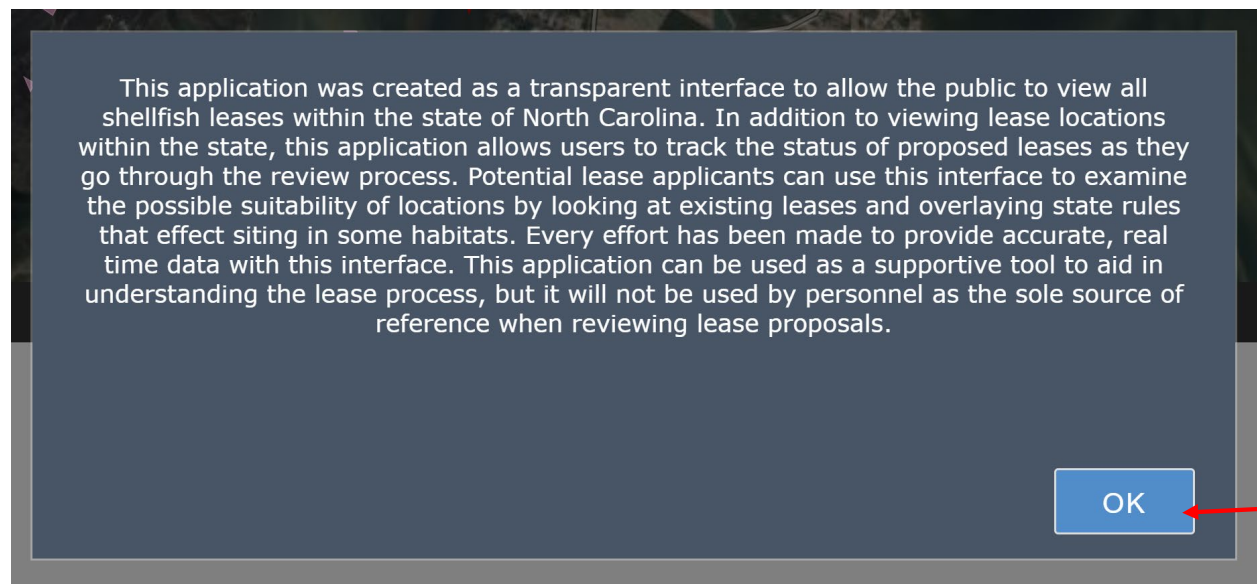 This application was created as a transparent interface to allow the public to view all
shellfish leases within the state of North Carolina. In addition to viewing lease locations
within the state, this application allows users to track the status of proposed leases as they
go through the review process. Potential lease applicants can use this interface to examine
the possible suitability of locations by looking at existing leases and overlaying state rules
that effect siting in some habitats. Every effort has been made to provide accurate, real
time data with this interface. This application can be used as a supportive tool to aid in
understanding the lease process, but it will not be used by personnel as the sole source of
reference when reviewing lease proposals.
OK